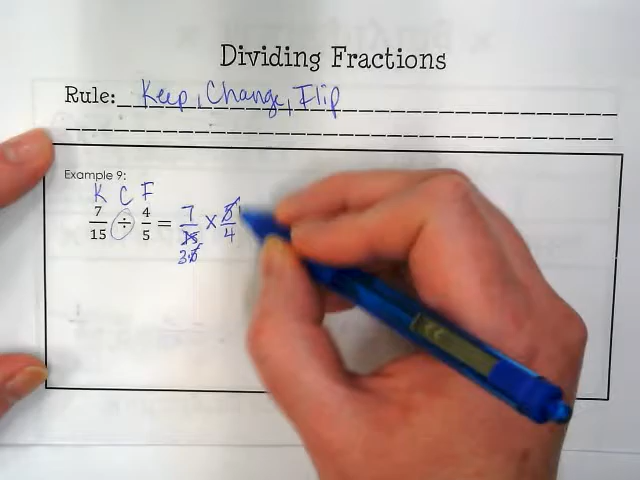 Dividing Fractions
Rule: Keep, Change, Flip
Example 9:
K C F
7/15 ÷ 4/5 = 7/15 × 5/4
3